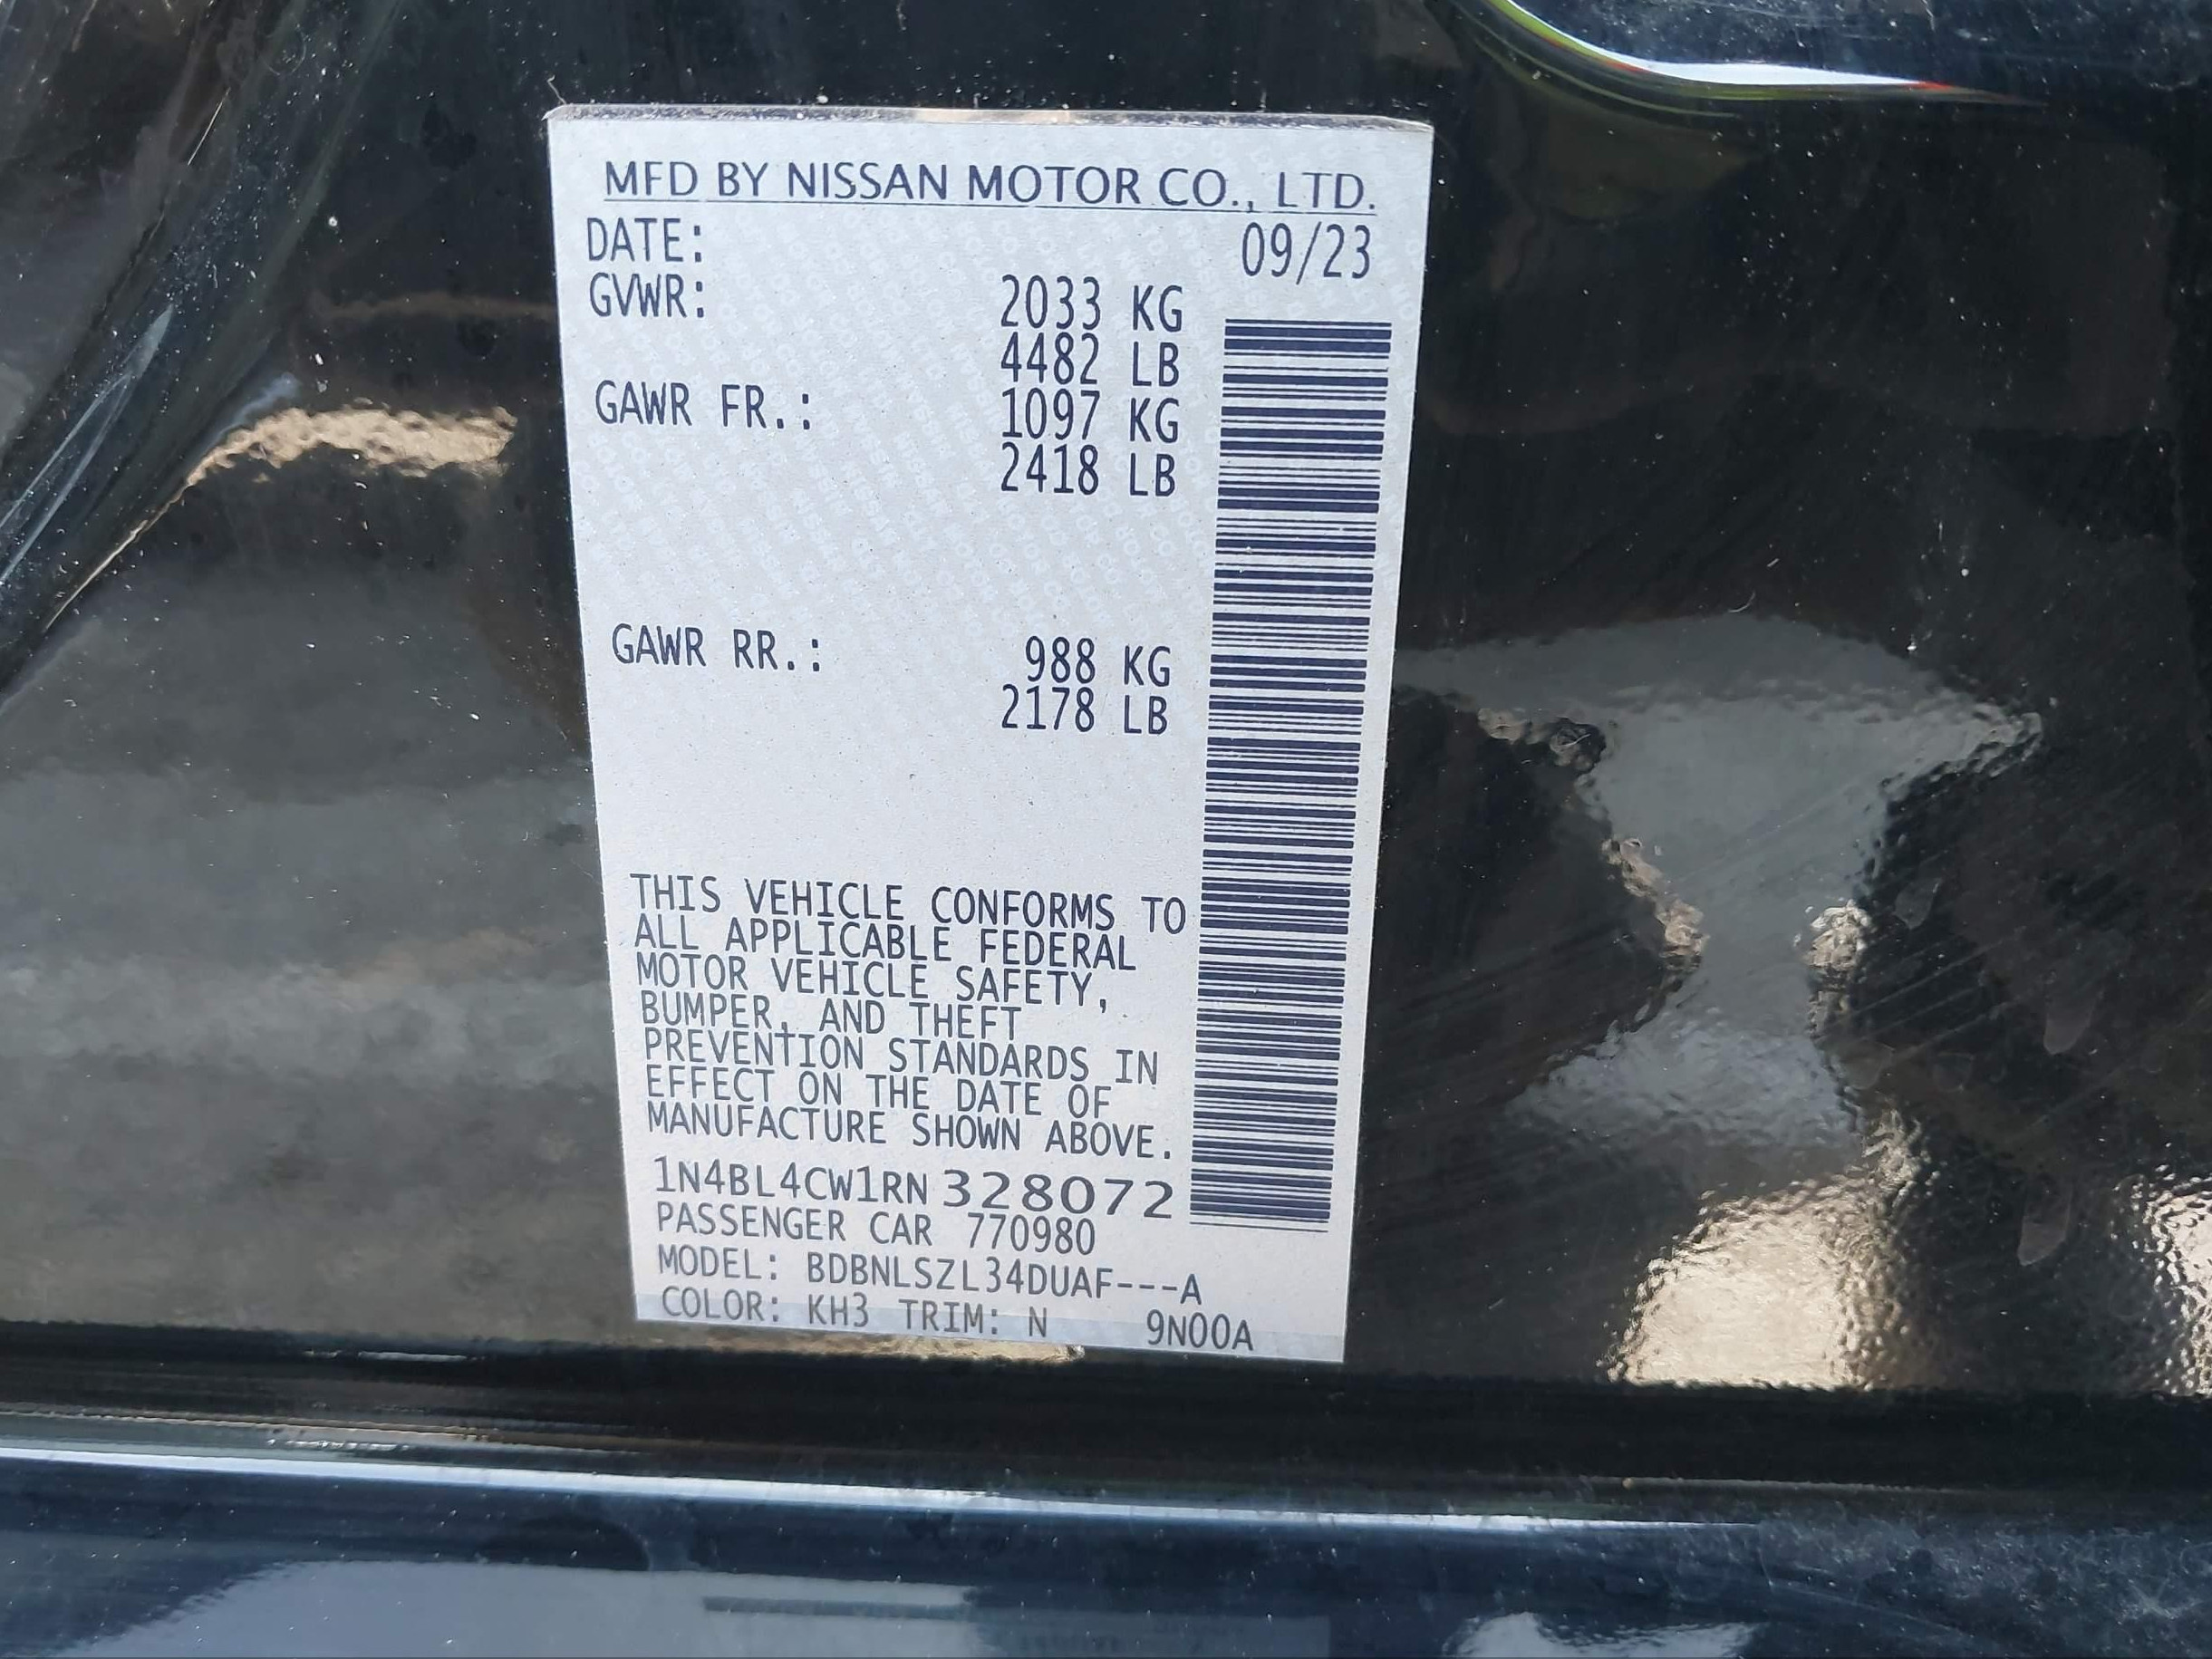 MFD BY NISSAN MOTOR CO., LTD.
DATE: 09/23
GVWR: 2033 KG
4482 LB
GAWR FR.: 1097 KG
2418 LB
GAWR RR.: 988 KG
2178 LB
THIS VEHICLE CONFORMS TO
ALL APPLICABLE FEDERAL
MOTOR VEHICLE SAFETY,
BUMPER, AND THEFT
PREVENTION STANDARDS IN
EFFECT ON THE DATE OF
MANUFACTURE SHOWN ABOVE.
1N4BL4CW1RN 328072
PASSENGER CAR 770980
MODEL: BDBNLSZL34DUAF---A
COLOR: KH3 TRIM: N 9N00A